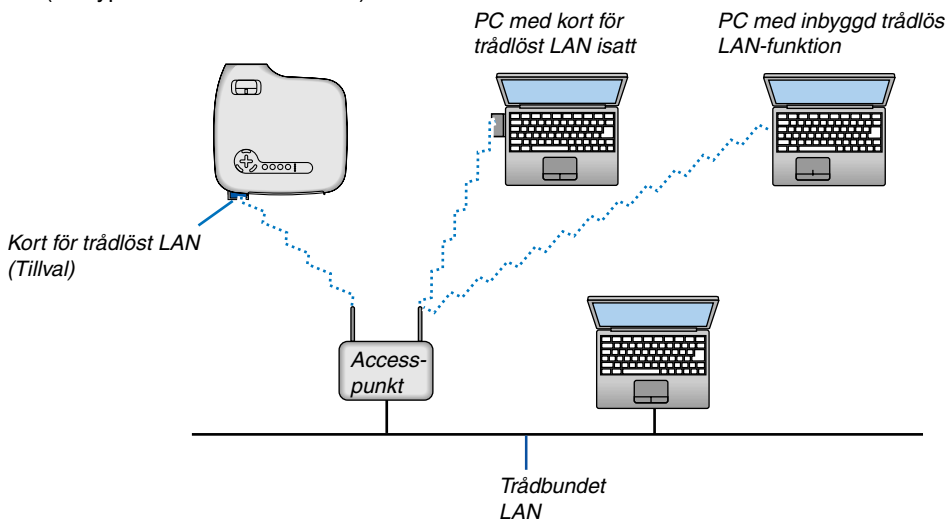 PC med kort för
trådlöst LAN isatt
PC med inbyggd trådlös
LAN-funktion
Kort för trådlöst LAN
(Tillval)
Access-
punkt
Trådbundet
LAN